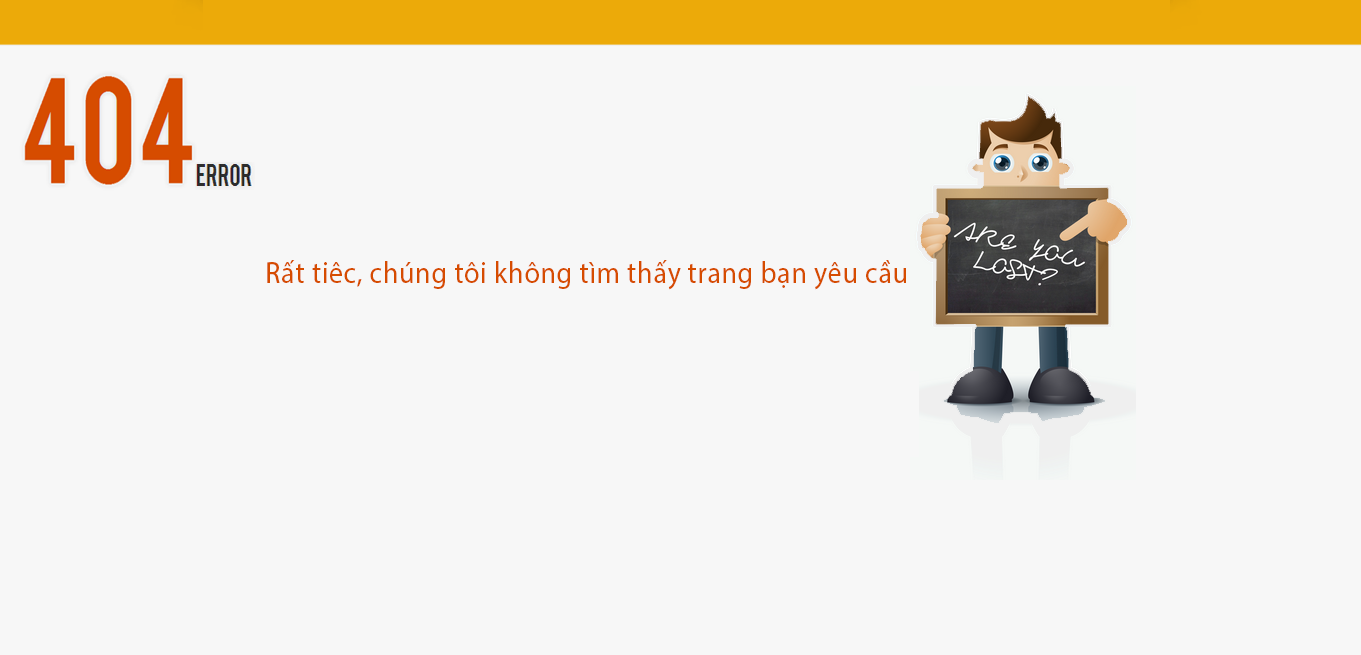 404
ERROR
Rất tiêc, chúng tôi không tìm thấy trang bạn yêu cầu
ARE YOU
LOST?